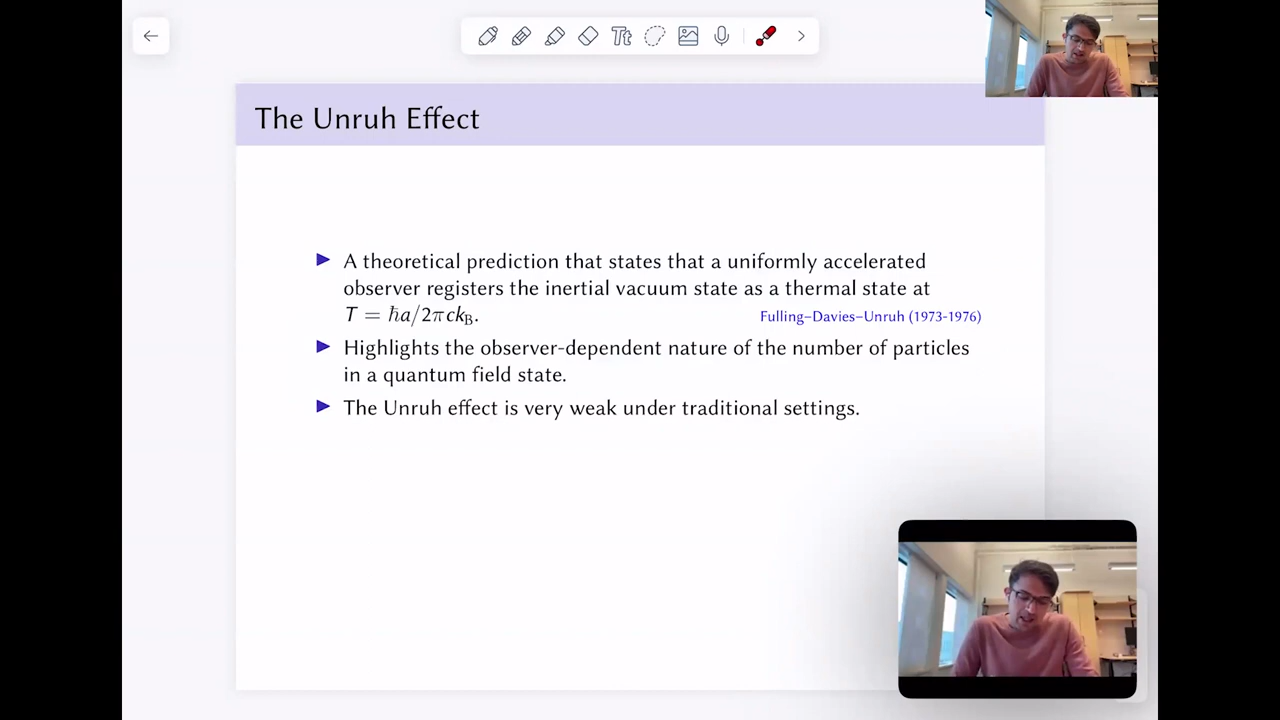 Tt
The Unruh Effect
▶ A theoretical prediction that states that a uniformly accelerated
observer registers the inertial vacuum state as a thermal state at
T = ℏa/2πck_B. Fulling–Davies–Unruh (1973-1976)
▶ Highlights the observer-dependent nature of the number of particles
in a quantum field state.
▶ The Unruh effect is very weak under traditional settings.